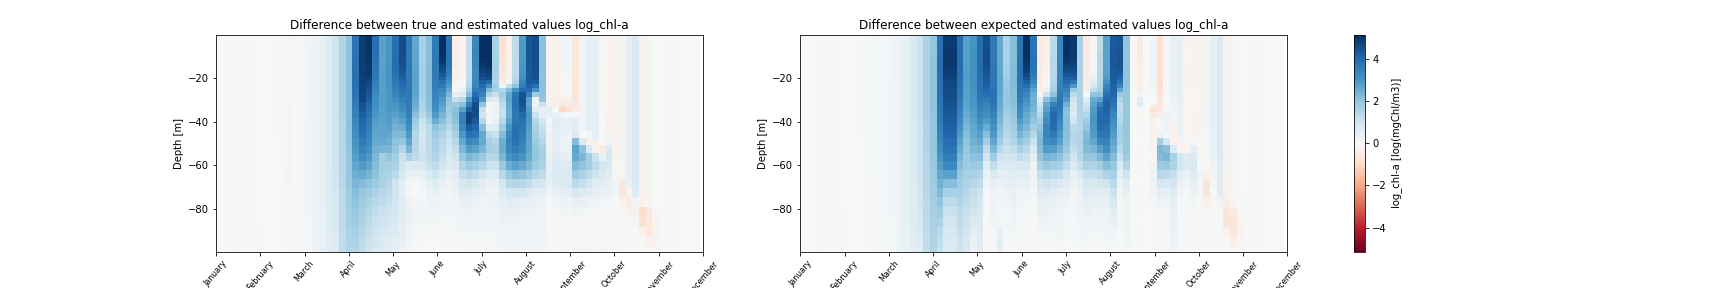 Difference between true and estimated values log_chl-a
Difference between expected and estimated values log_chl-a
Depth [m]
−20
−40
−60
−80
January
February
March
April
May
June
July
August
October
Depth [m]
−20
−40
−60
−80
January
February
March
April
May
June
July
August
October
4
2
0
−2
−4
log_chl-a [log(mgChl/m3)]